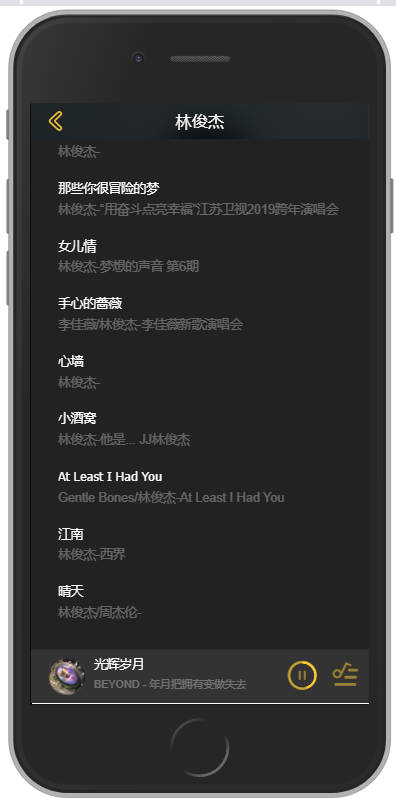 林俊杰
林俊杰-
那些你很冒险的梦
林俊杰-“用奋斗点亮幸福”江苏卫视2019跨年演唱会
女儿情
林俊杰-梦想的声音 第6期
手心的蔷薇
李佳薇/林俊杰-李佳薇新歌演唱会
心墙
林俊杰-
小酒窝
林俊杰-他是... JJ林俊杰
At Least I Had You
Gentle Bones/林俊杰-At Least I Had You
江南
林俊杰-西界
晴天
林俊杰/周杰伦-
光辉岁月
BEYOND - 年月把拥有变做失去